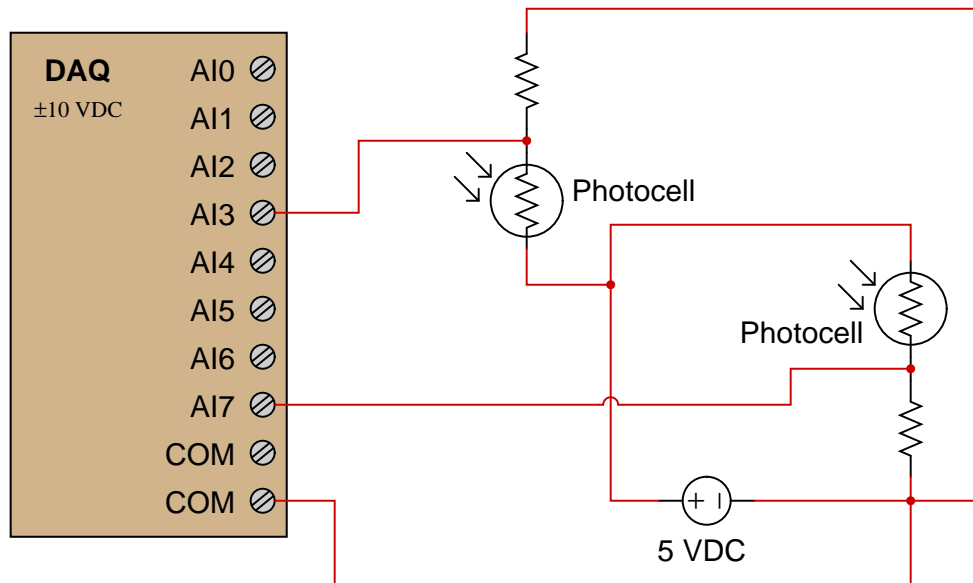 DAQ
±10 VDC
AI0
AI1
AI2
AI3
AI4
AI5
AI6
AI7
COM
COM
Photocell
Photocell
+ -
5 VDC